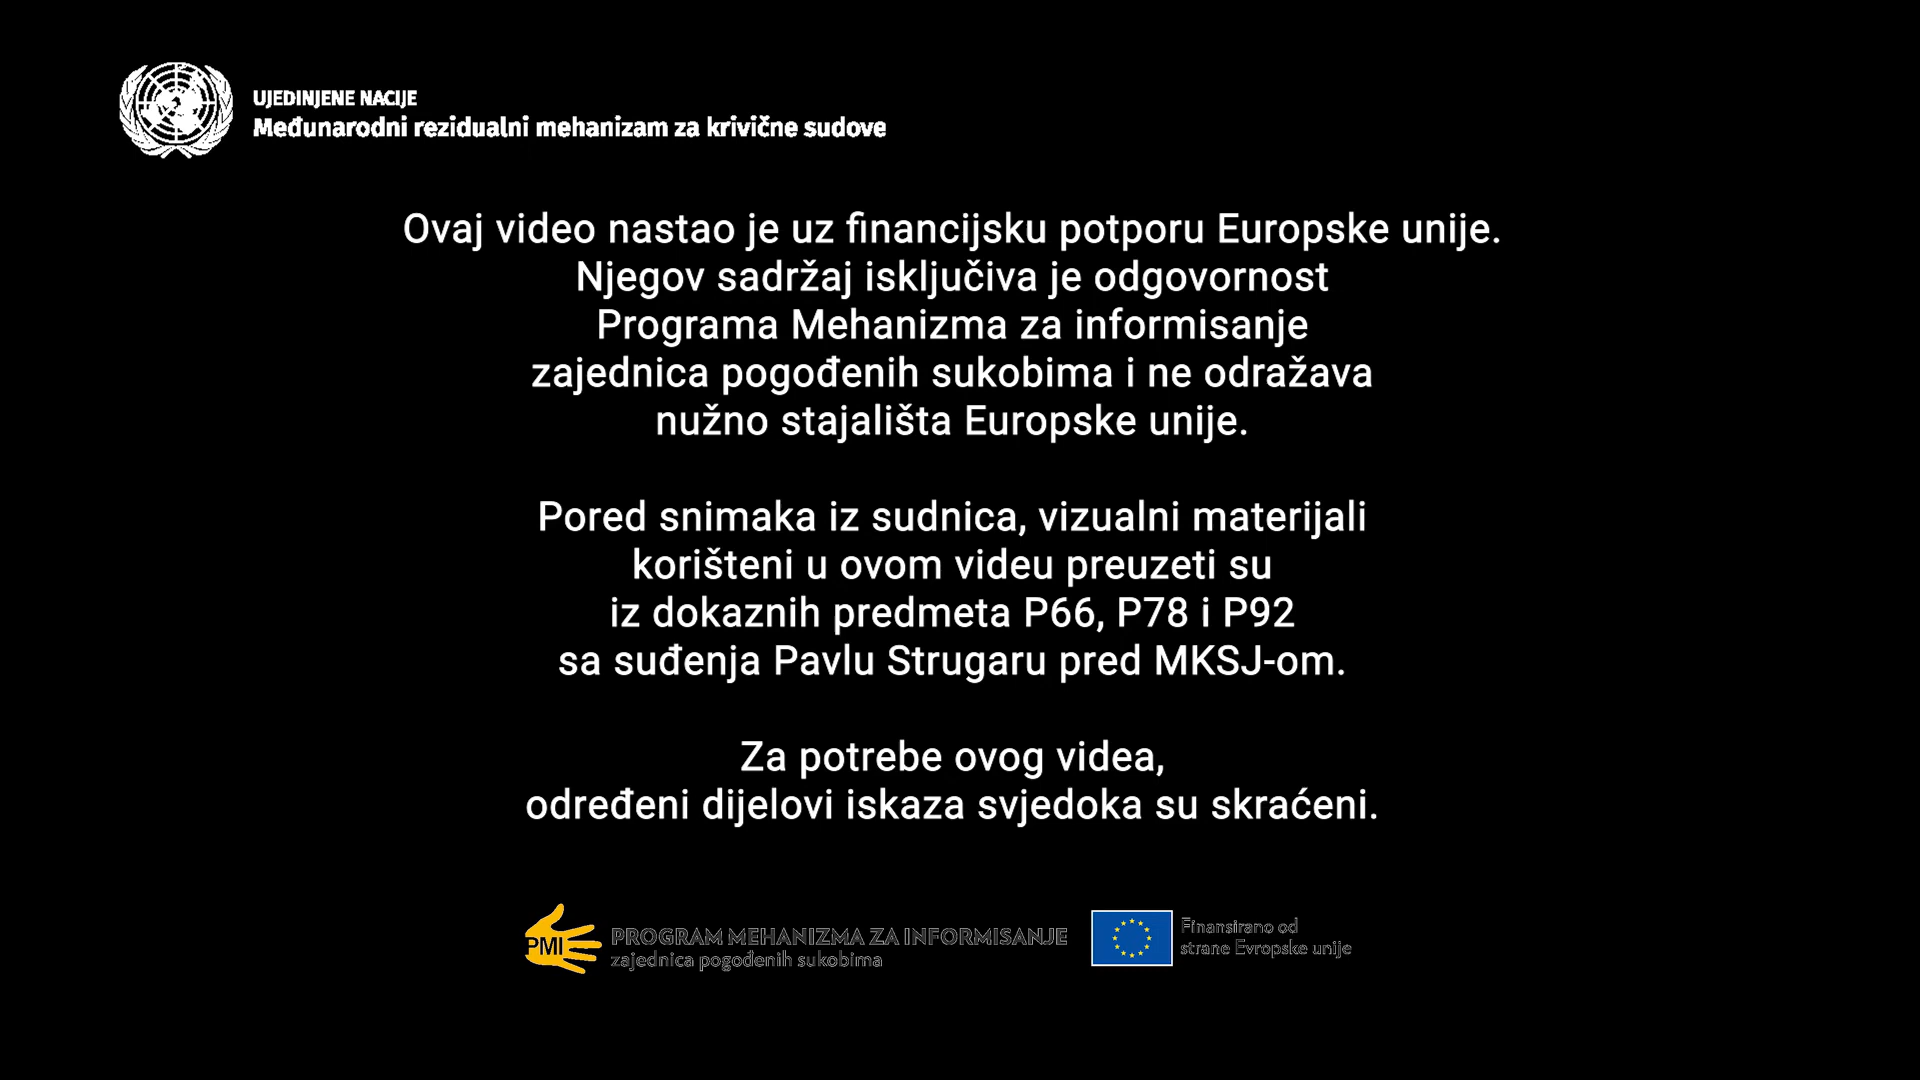 UJEDINJENE NACIJE
Međunarodni rezidualni mehanizam za krivične sudove
Ovaj video nastao je uz financijsku potporu Europske unije.
Njegov sadržaj isključiva je odgovornost
Programa Mehanizma za informisanje
zajednica pogođenih sukobima i ne odražava
nužno stajališta Europske unije.
Pored snimaka iz sudnica, vizualni materijali
korišteni u ovom videu preuzeti su
iz dokaznih predmeta P66, P78 i P92
sa suđenja Pavlu Strugaru pred MKSJ-om.
Za potrebe ovog videa,
određeni dijelovi iskaza svjedoka su skraćeni.
PMI
PROGRAM MEHANIZMA ZA INFORMISANJE
zajednica pogođenih sukobima
Finansirano od
strane Evropske unije